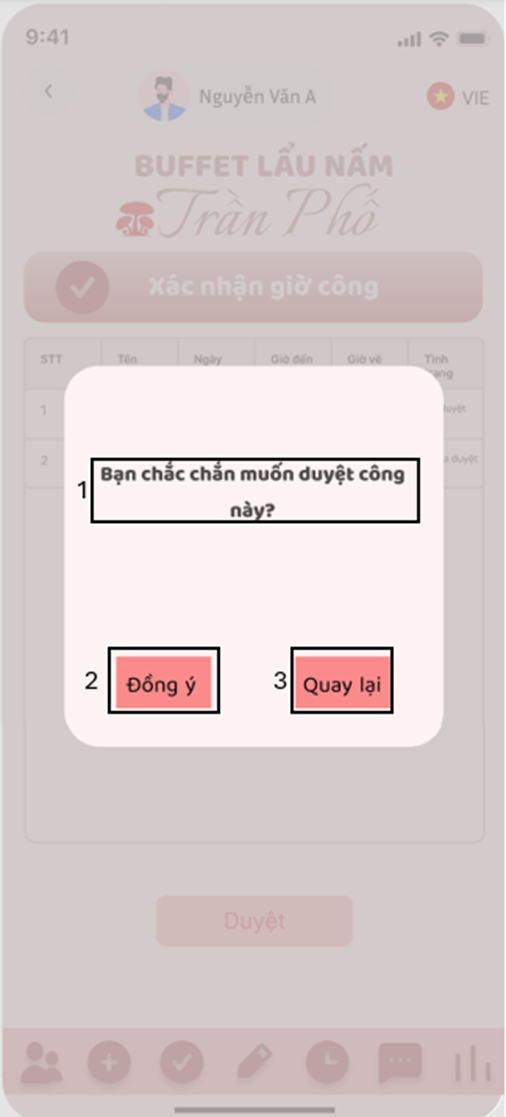 9:41
Nguyễn Văn A
VIE
BUFFET LẨU NẤM
Trần Phố
Xác nhận giờ công
STT Tên Ngày Giờ đến Giờ về Tình
trạng
1 duyệt
2 a duyệt
1 Bạn chắc chắn muốn duyệt công
này?
2 Đồng ý 3 Quay lại
Duyệt